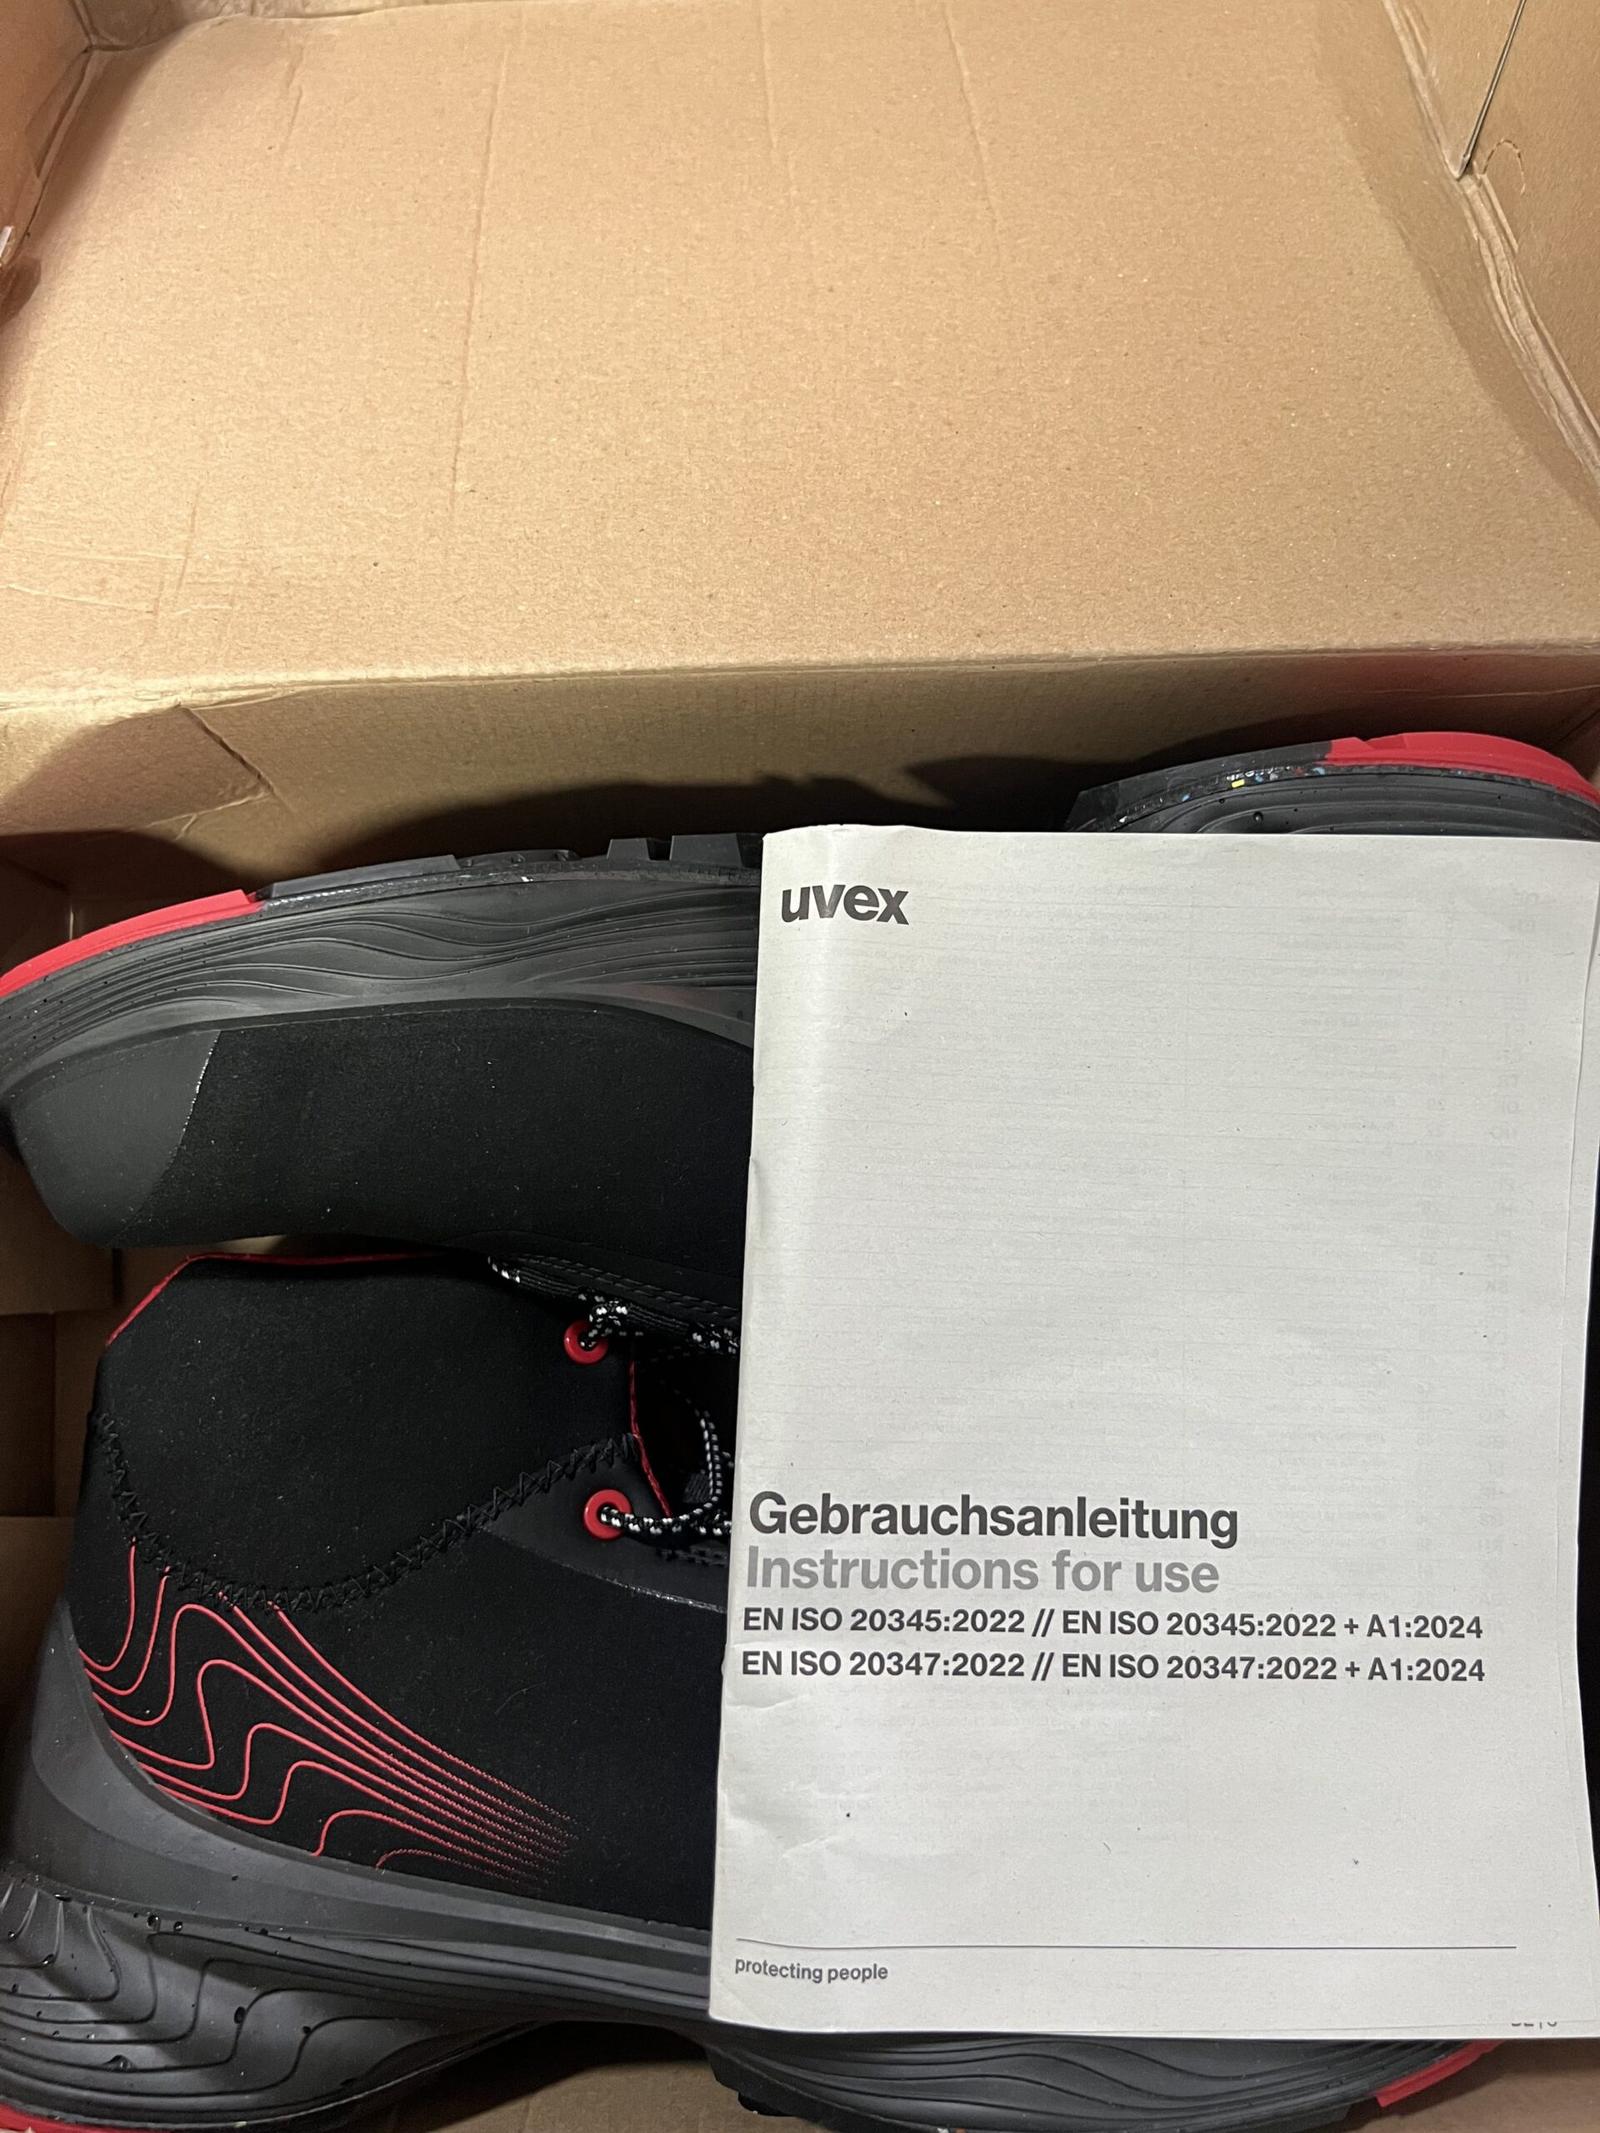 uvex
Gebrauchsanleitung
Instructions for use
EN ISO 20345:2022 // EN ISO 20345:2022 + A1:2024
EN ISO 20347:2022 // EN ISO 20347:2022 + A1:2024
protecting people